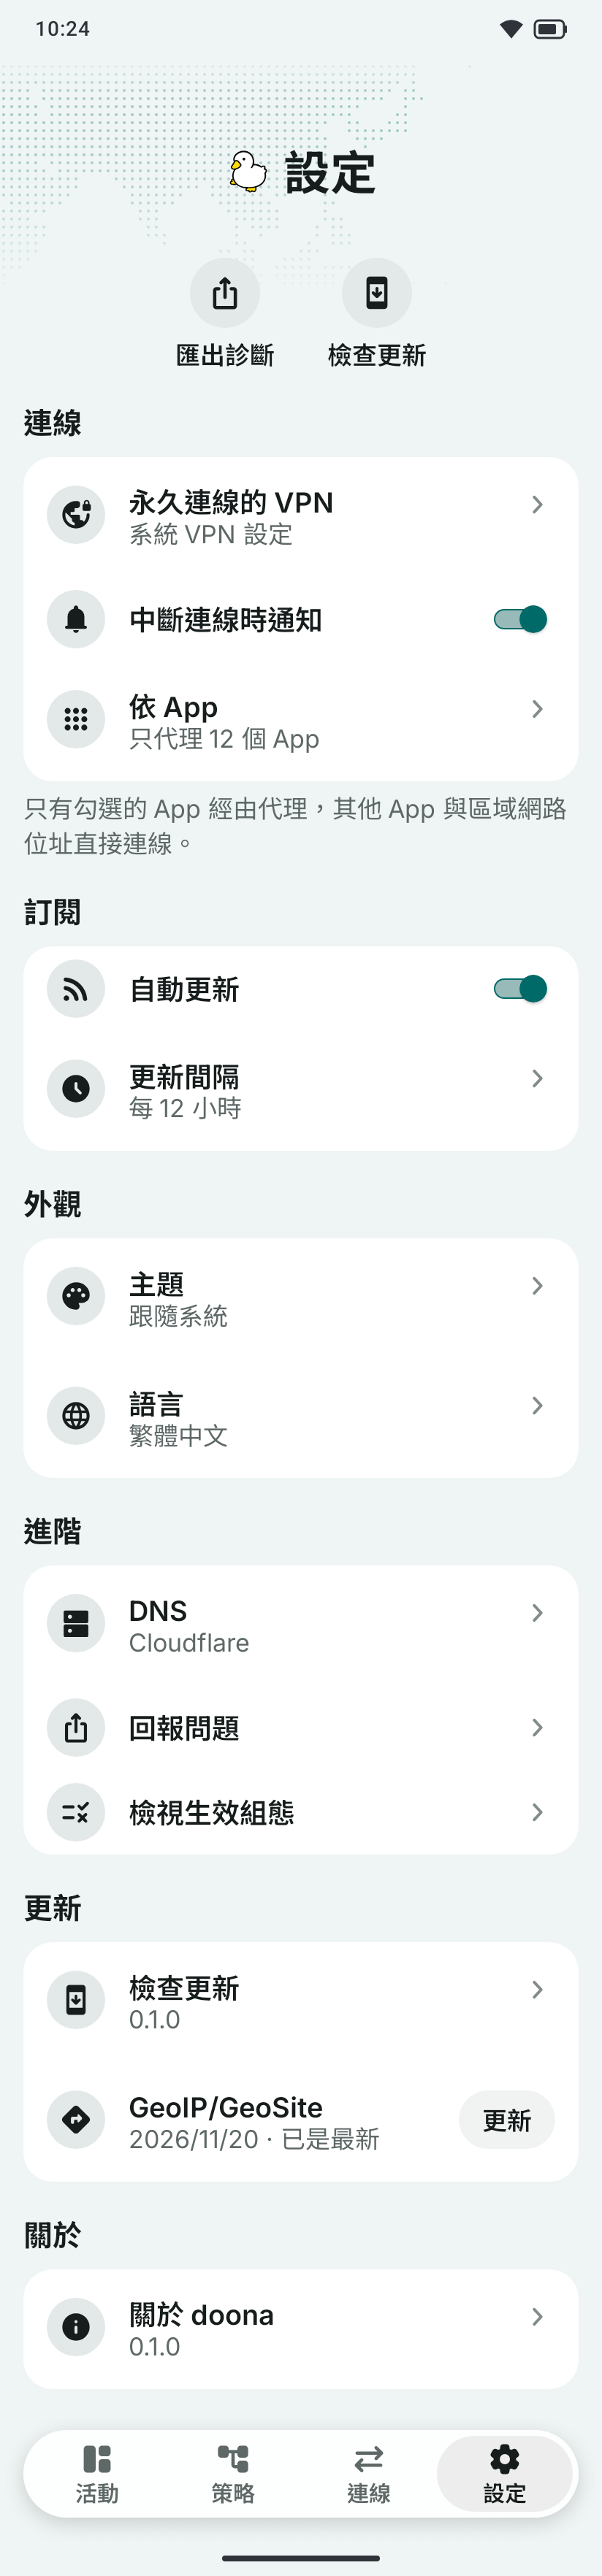 10:24
設定
匯出診斷
檢查更新
連線
永久連線的 VPN
系統 VPN 設定
中斷連線時通知
依 App
只代理 12 個 App
只有勾選的 App 經由代理，其他 App 與區域網路
位址直接連線。
訂閱
自動更新
更新間隔
每 12 小時
外觀
主題
跟隨系統
語言
繁體中文
進階
DNS
Cloudflare
回報問題
檢視生效組態
更新
檢查更新
0.1.0
GeoIP/GeoSite
2026/11/20 · 已是最新
更新
關於
關於 doona
0.1.0
活動
策略
連線
設定